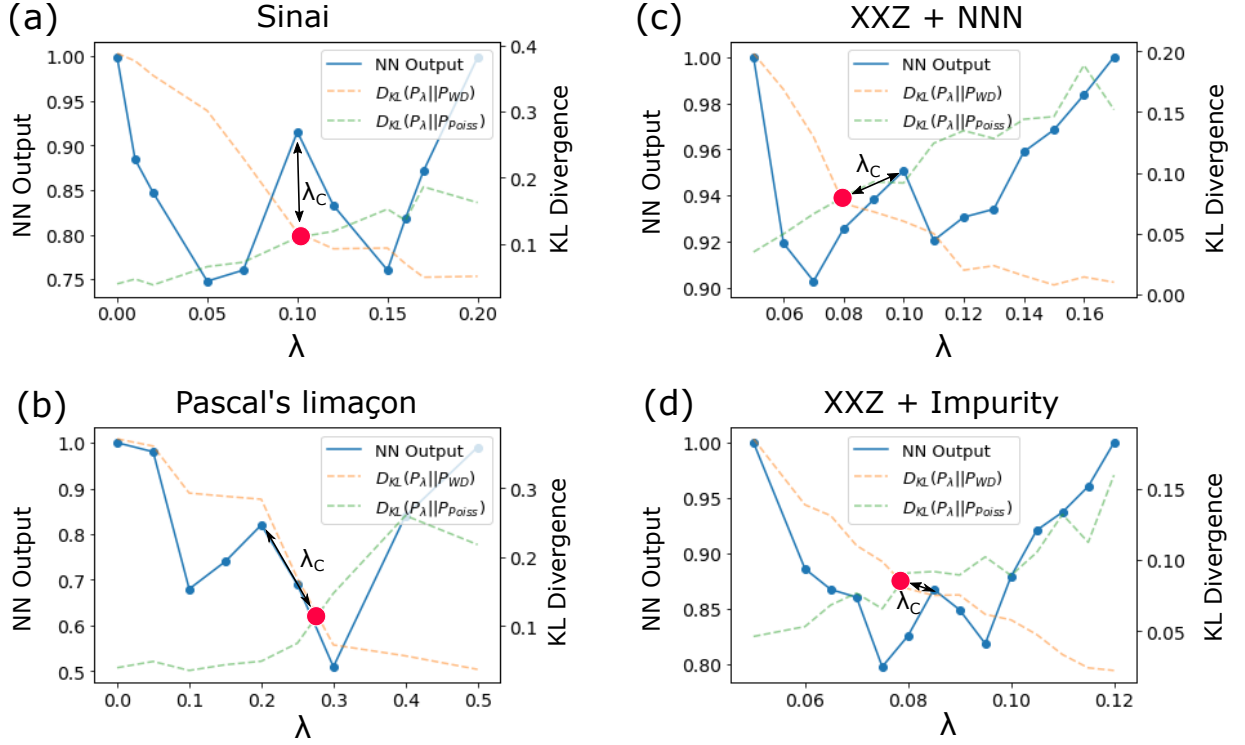 (a)
Sinai
NN Output
1.00
0.95
0.90
0.85
0.80
0.75
NN Output
D_KL(P_λ||P_WD)
D_KL(P_λ||P_Poiss)
λ_C
0.4
0.3
0.2
0.1
KL Divergence
0.00 0.05 0.10 0.15 0.20
λ
(c)
XXZ + NNN
NN Output
1.00
0.98
0.96
0.94
0.92
0.90
NN Output
D_KL(P_λ||P_WD)
D_KL(P_λ||P_Poiss)
λ_C
0.20
0.15
0.10
0.05
0.00
KL Divergence
0.06 0.08 0.10 0.12 0.14 0.16
λ
(b)
Pascal's limaçon
NN Output
1.0
0.9
0.8
0.7
0.6
0.5
NN Output
D_KL(P_λ||P_WD)
D_KL(P_λ||P_Poiss)
λ_C
0.3
0.2
0.1
KL Divergence
0.0 0.1 0.2 0.3 0.4 0.5
λ
(d)
XXZ + Impurity
NN Output
1.00
0.95
0.90
0.85
0.80
NN Output
D_KL(P_λ||P_WD)
D_KL(P_λ||P_Poiss)
λ_C
0.15
0.10
0.05
KL Divergence
0.06 0.08 0.10 0.12
λ